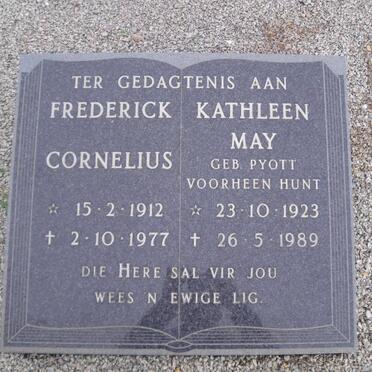 TER GEDAGTENIS AAN
FREDERICK KATHLEEN
MAY
CORNELIUS GEB. PYOTT
VOORHEEN HUNT
☆ 15·2·1912 ☆ 23·10·1923
✝ 2·10·1977 ✝ 26·5·1989
DIE HERE SAL VIR JOU
WEES N EWIGE LIG.